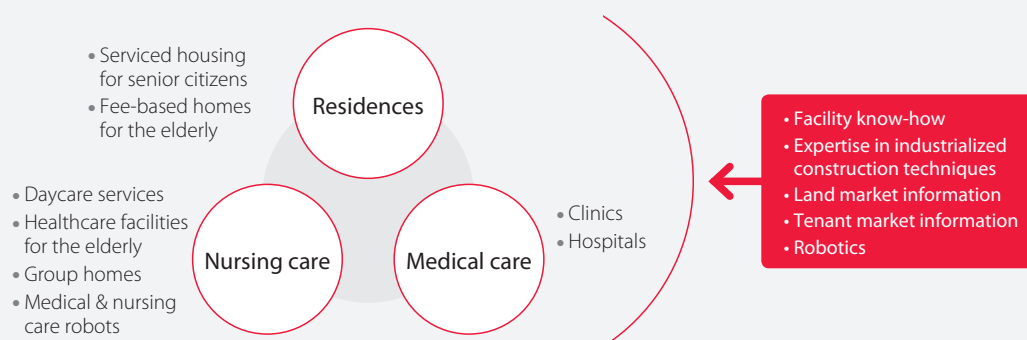 • Serviced housing
for senior citizens
• Fee-based homes
for the elderly
Residences
• Daycare services
• Healthcare facilities
for the elderly
• Group homes
• Medical & nursing
care robots
Nursing care
Medical care
• Clinics
• Hospitals
• Facility know-how
• Expertise in industrialized
construction techniques
• Land market information
• Tenant market information
• Robotics